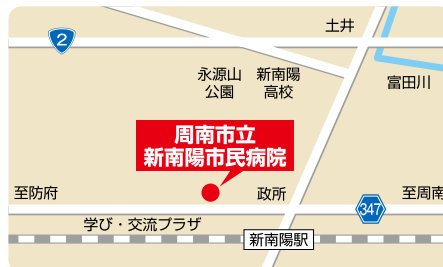 土井
2
永源山
公園
新南陽
高校
富田川
周南市立
新南陽市民病院
至防府
政所
347
至周南
学び・交流プラザ
新南陽駅